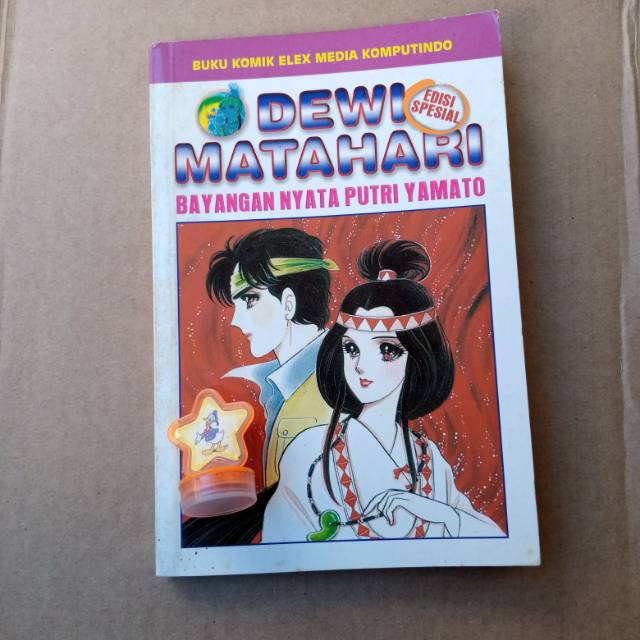 BUKU KOMIK ELEX MEDIA KOMPUTINDO
DEWI
EDISI
SPESIAL
MATAHARI
BAYANGAN NYATA PUTRI YAMATO